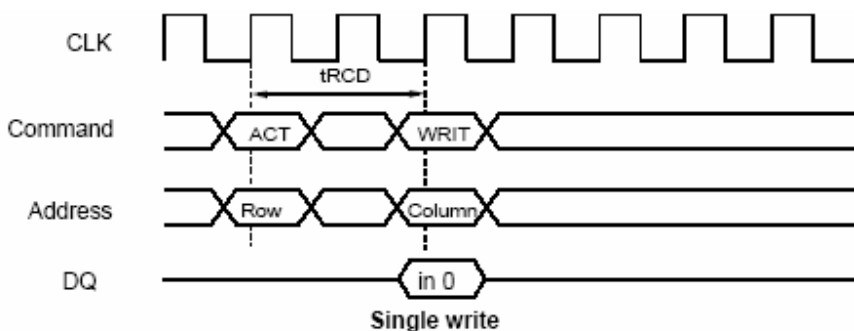 CLK
tRCD
Command ACT WRIT
Address Row Column
DQ in 0
Single write